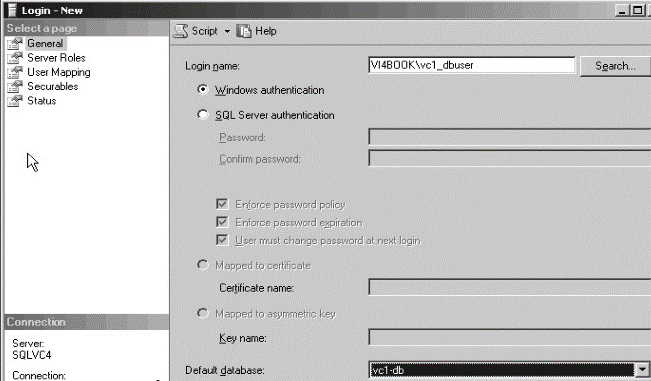 Login - New
Select a page
General
Server Roles
User Mapping
Securables
Status
Script
Help
Login name:
VI4BOOK\vc1_dbuser
Search...
Windows authentication
SQL Server authentication
Password:
Confirm password:
Enforce password policy
Enforce password expiration
User must change password at next login
Mapped to certificate
Certificate name:
Mapped to asymmetric key
Key name:
Default database:
vc1-db
Connection
Server:
SQLVC4
Connection: